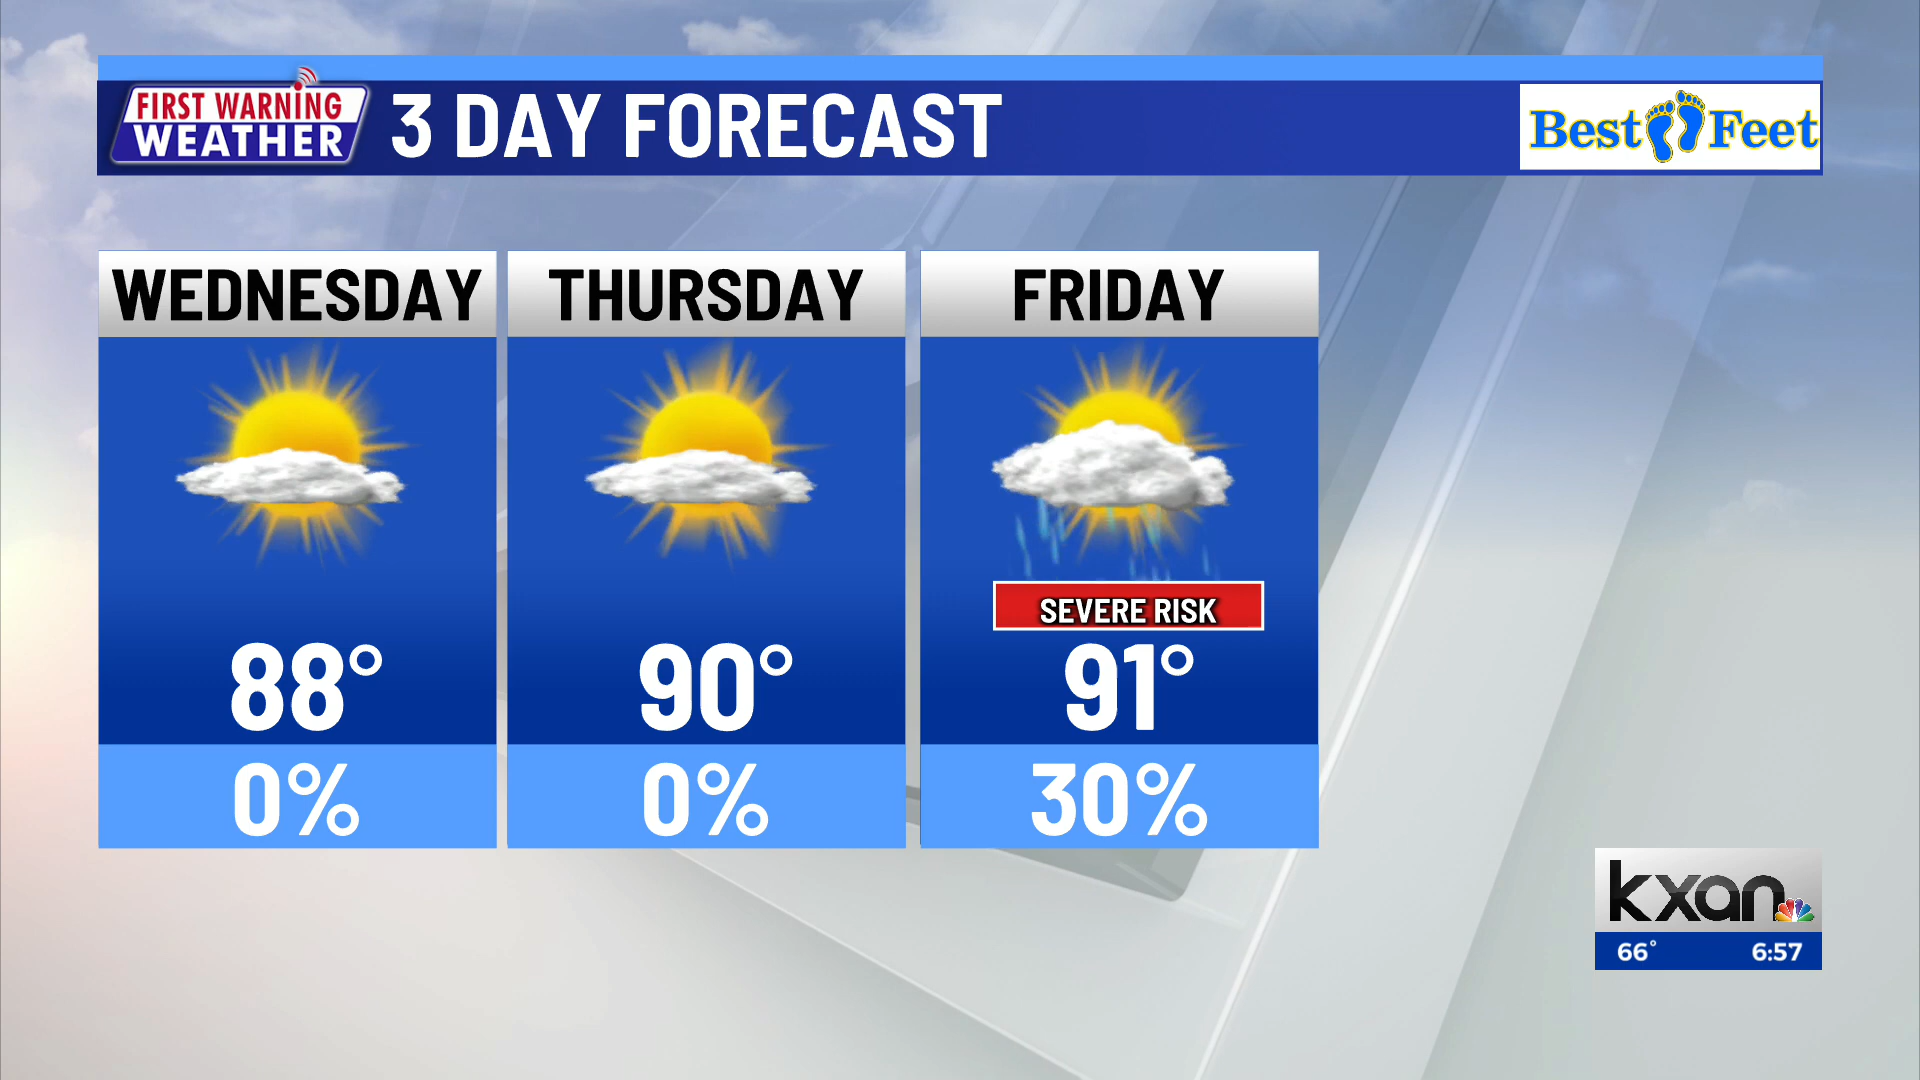 FIRST WARNING
WEATHER
3 DAY FORECAST
Best Feet
WEDNESDAY
THURSDAY
FRIDAY
SEVERE RISK
88°
90°
91°
0%
0%
30%
kxan
66°
6:57